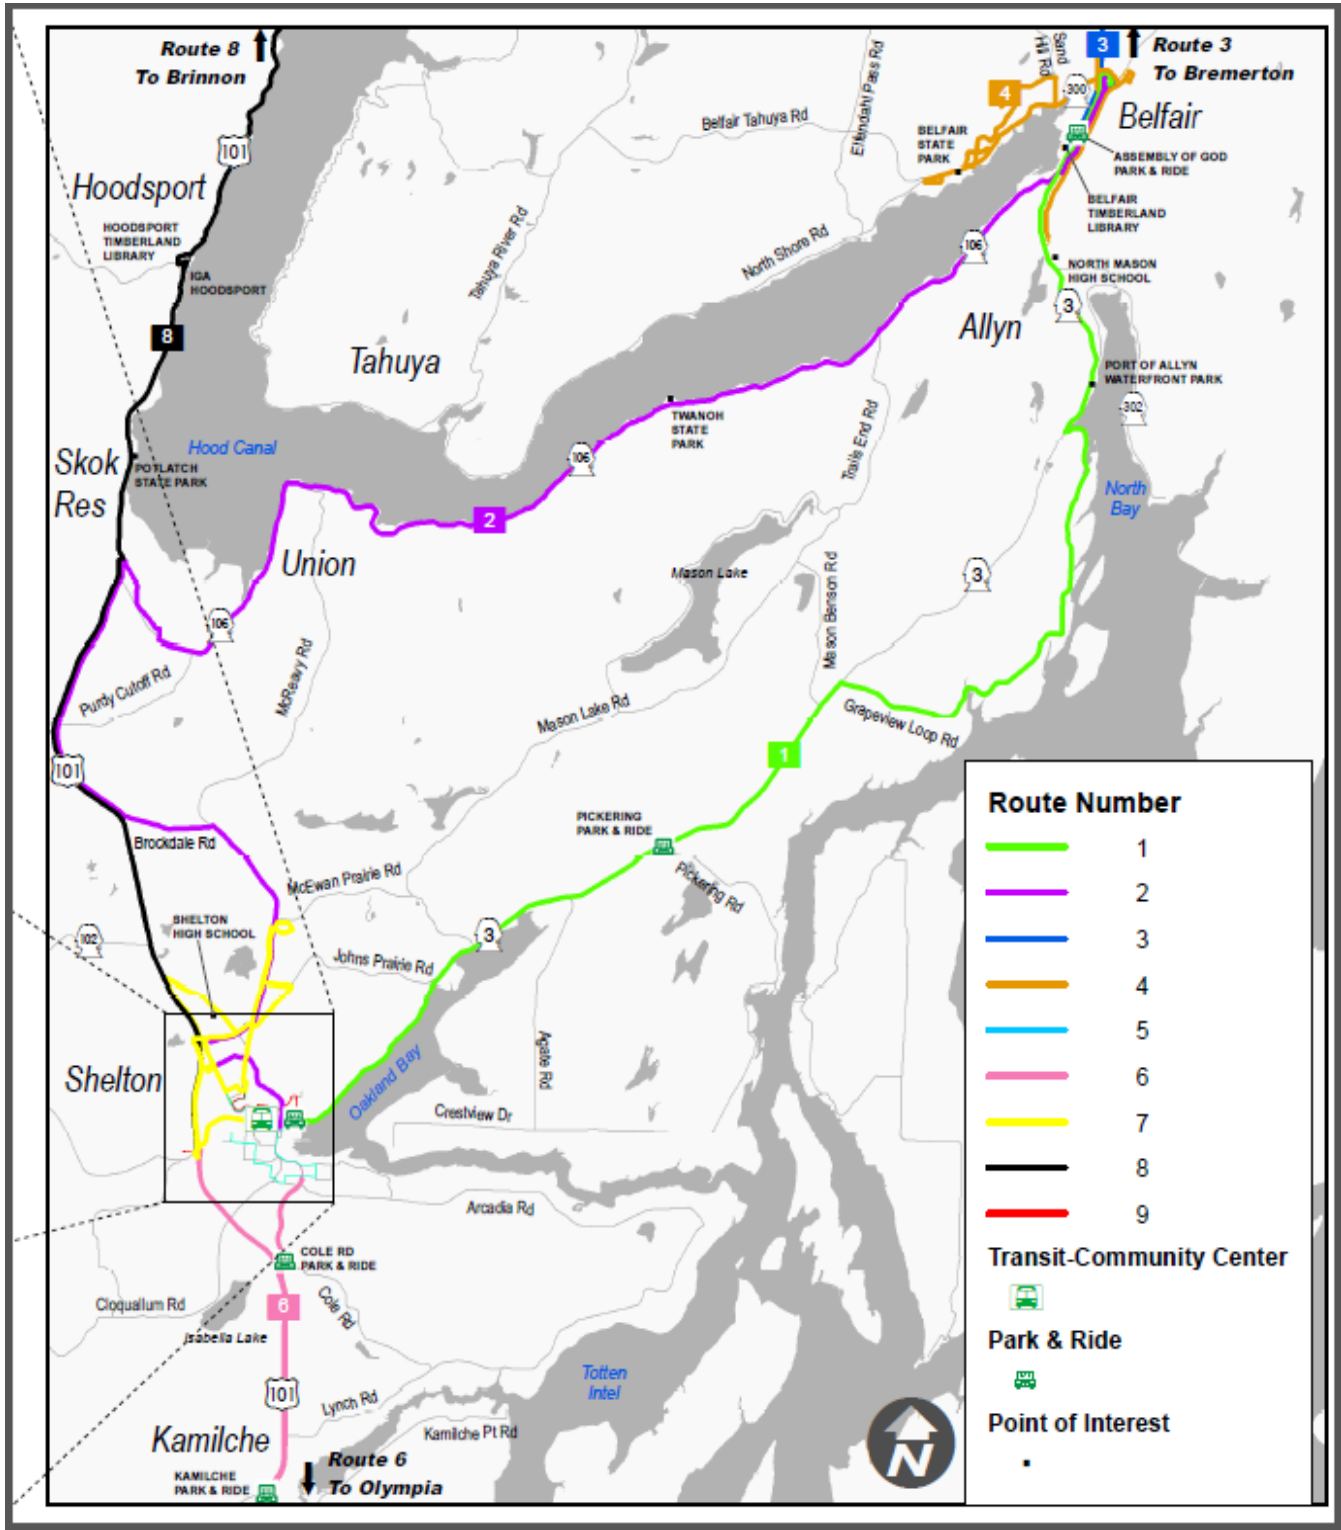 Route 8
To Brinnon
3
Route 3
To Bremerton
Sand
Hill Rd
300
4
Belfair
Elfendahl Pass Rd
Belfair Tahuya Rd
BELFAIR
STATE
PARK
ASSEMBLY OF GOD
PARK & RIDE
101
Hoodsport
BELFAIR
TIMBERLAND
LIBRARY
HOODSPORT
TIMBERLAND
LIBRARY
IGA
HOODSPORT
Tahuya River Rd
North Shore Rd
106
NORTH MASON
HIGH SCHOOL
3
8
Allyn
Tahuya
PORT OF ALLYN
WATERFRONT PARK
302
TWANOH
STATE
PARK
Trails End Rd
Hood Canal
106
Skok
Res
POTLATCH
STATE PARK
North
Bay
2
Union
Mason Lake
3
Mason Benson Rd
106
McReavy Rd
Purdy Cutoff Rd
Mason Lake Rd
Grapeview Loop Rd
1
101
PICKERING
PARK & RIDE
Brockdale Rd
McEwan Prairie Rd
Pickering Rd
SHELTON
HIGH SCHOOL
102
3
Johns Prairie Rd
Agate Rd
Shelton
Oakland Bay
Crestview Dr
Arcadia Rd
COLE RD
PARK & RIDE
Cloquallum Rd
6
Cole Rd
Isabella Lake
Totten
Intel
101
Lynch Rd
Kamilche Pt Rd
Kamilche
Route 6
To Olympia
KAMILCHE
PARK & RIDE
N
Route Number
1
2
3
4
5
6
7
8
9
Transit-Community Center
Park & Ride
Point of Interest